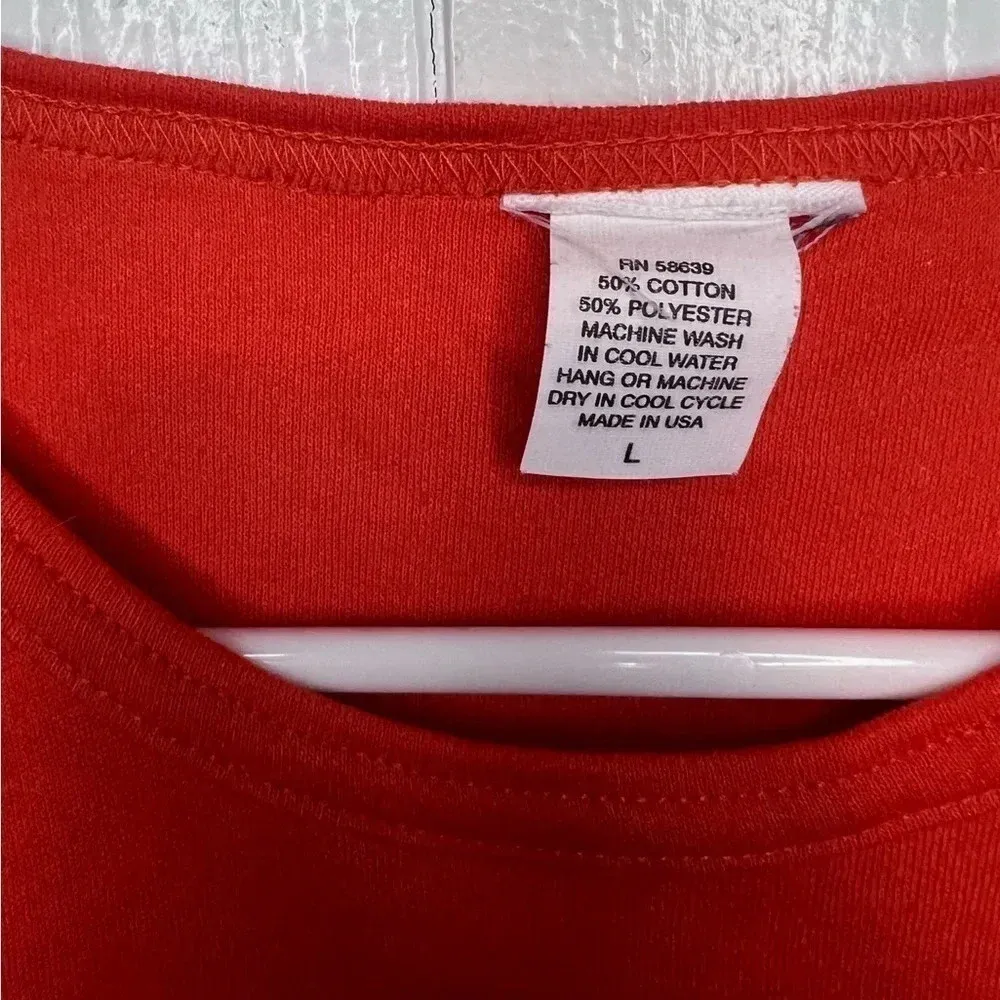 RN 58639
50% COTTON
50% POLYESTER
MACHINE WASH
IN COOL WATER
HANG OR MACHINE
DRY IN COOL CYCLE
MADE IN USA
L